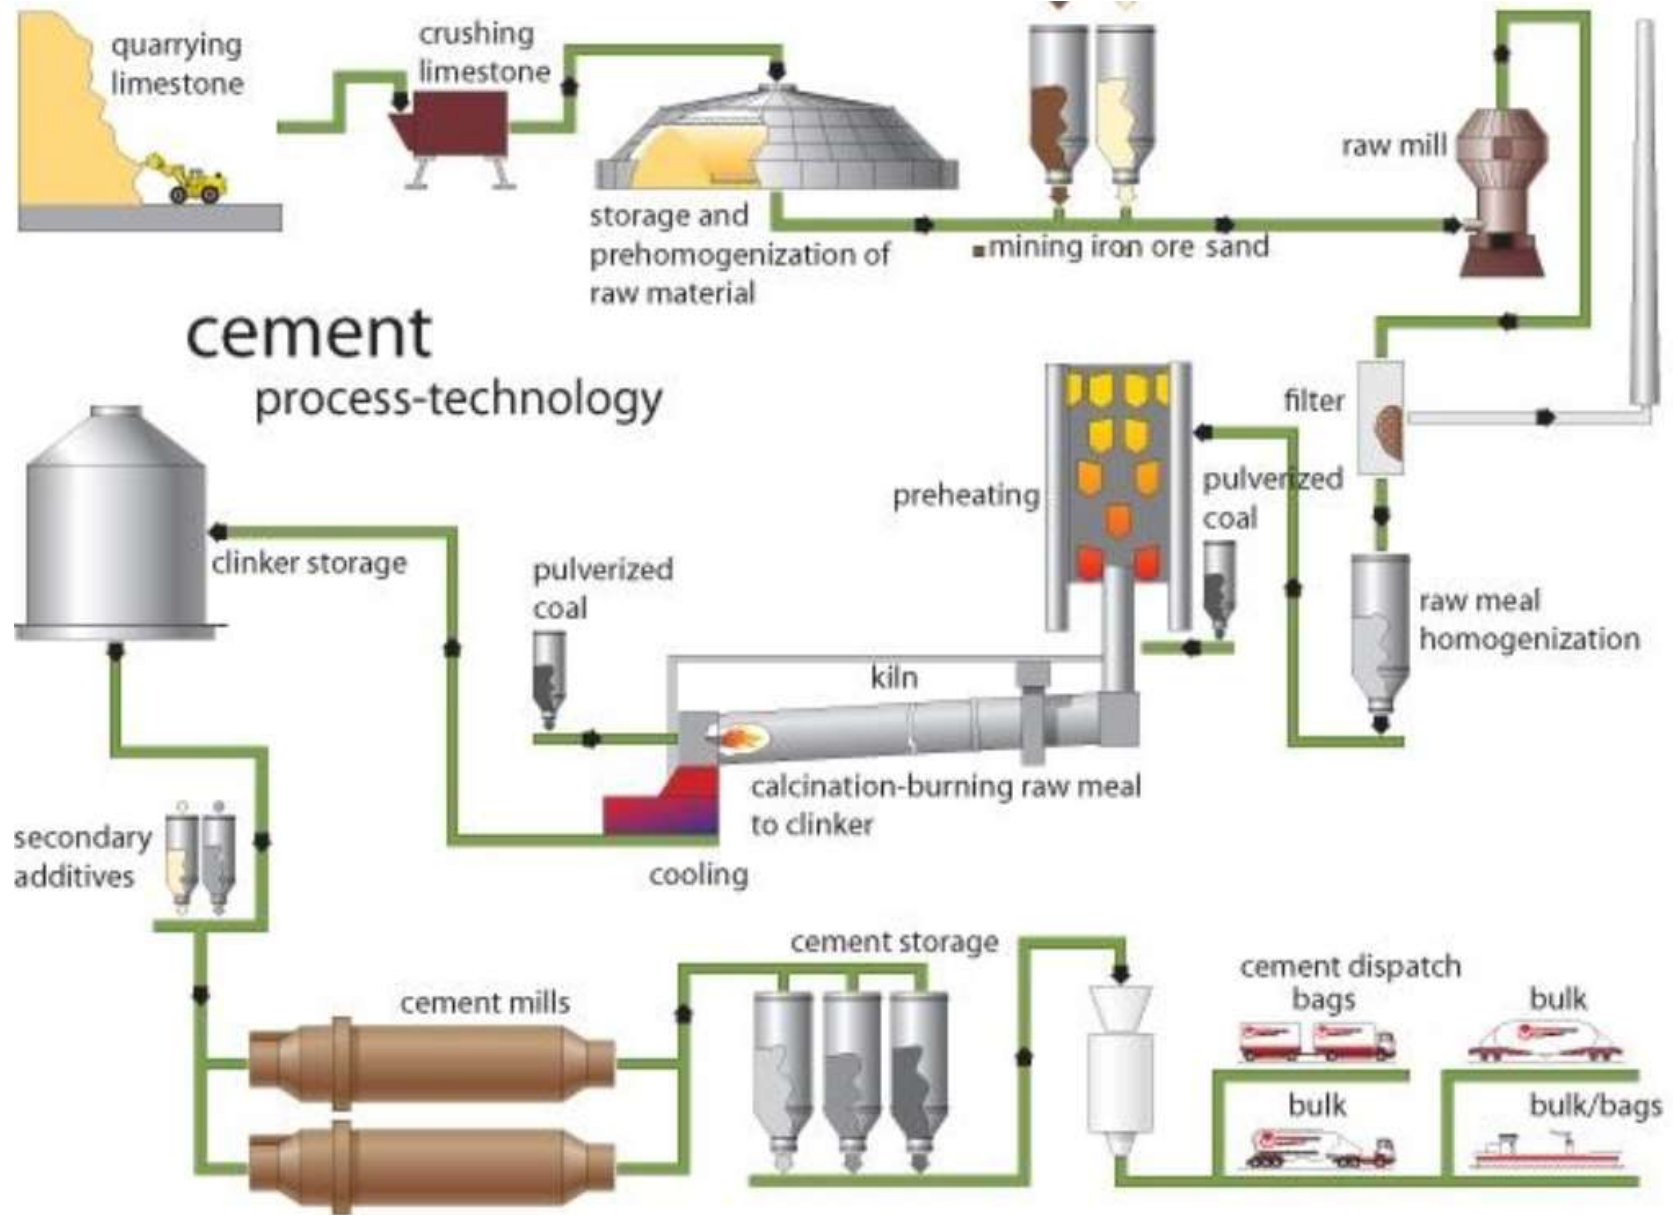 quarrying
limestone
crushing
limestone
storage and
prehomogenization of
raw material
mining iron ore sand
raw mill
cement
process-technology
filter
preheating
pulverized
coal
clinker storage
pulverized
coal
raw meal
homogenization
kiln
calcination-burning raw meal
to clinker
cooling
secondary
additives
cement mills
cement storage
cement dispatch
bags
bulk
bulk
bulk/bags